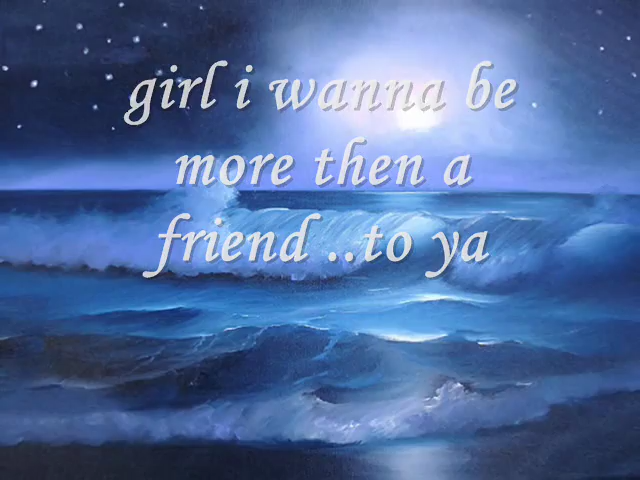 girl i wanna be
more then a
friend ..to ya